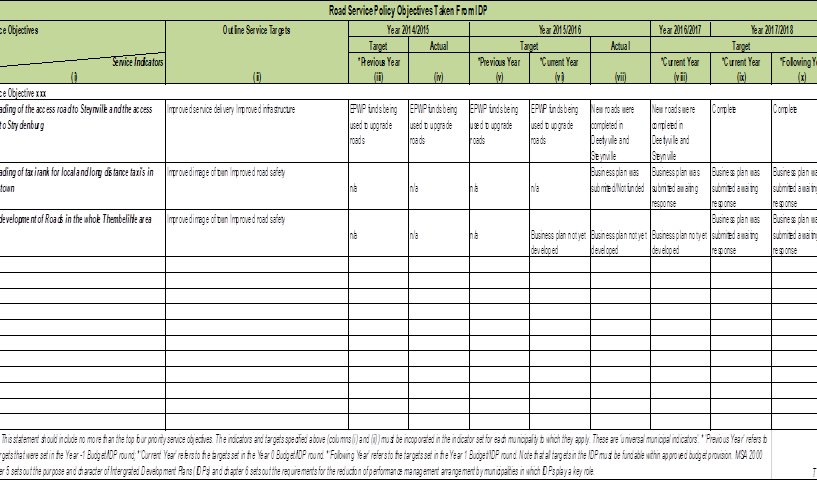 Road Service Policy Objectives Taken From IDP
ce Objectives Outline Service Targets Year 2014/2015 Year 2015/2016 Year 2016/2017 Year 2017/2018
Target Actual Target Actual Target
Service Indicators *Previous Year *Previous Year *Current Year *Current Year *Current Year *Following Y
(i) (ii) (iii) (iv) (v) (vi) (vii) (viii) (ix) (x)
ce Objective xxx
ading of the access road to Steynville and the access Improved service delivery Improved infrastructure EPWP funds being EPWP funds being EPWP funds being EPWP funds being New roads were New roads were Complete Complete
to Strydenburg used to upgrade used to upgrade used to upgrade used to upgrade completed in completed in
roads roads roads roads Deetlyville and Deetlyville and
Steynville Steynville
ading of taxi rank for local and long distance taxi's in Improved image of town Improved road safety Business plan was Business plan was Business plan was Business plan wa
town n/a n/a n/a n/a submitted/Not funded submitted awaiting submitted awaiting submitted awaiting
response response response
development of Roads in the whole Thembelihle area Improved image of town Improved road safety Business plan was Business plan wa
n/a n/a n/a Business plan not yet Business plan not yet Business plan not yet submitted awaiting submitted awaiting
developed developed developed response response
This statement should include no more than the top four priority service objectives. The indicators and targets specified above (columns (i) and (ii) must be incoporated in the indicator set for each municipality to which they apply. These are 'universal municipal indicators'. * 'Previous Year' refers to
rgets that were set in the Year -1 Budget/IDP round; *'Current Year' refers to the targets set in the Year 0 Budget/IDP round. *'Following Year' refers to the targets set in the Year 1 Budget/IDP round. Note that all targets in the IDP must be fundable within approved budget provision. MSA 2000
er 5 sets out the purpose and character of Intergrated Development Plans (IDPs) and chapter 6 sets out the requirements for the reduction of performance management arrangement by municipalities in which IDPs play a key role. T